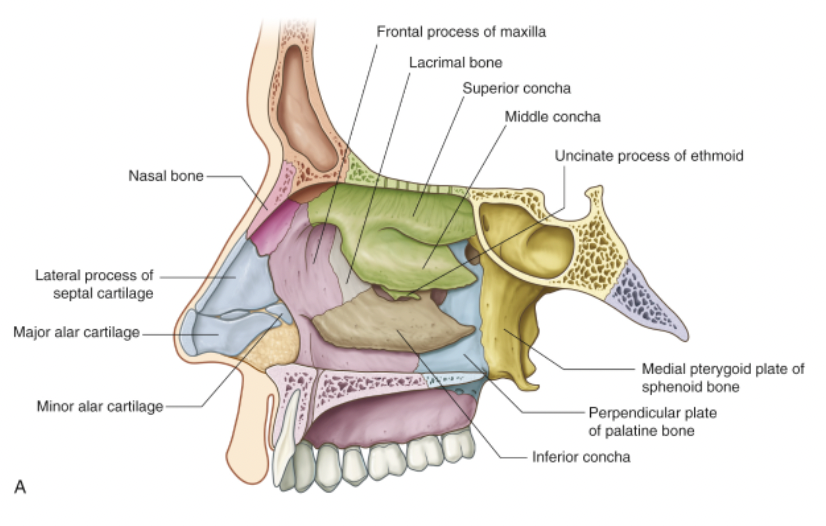 Frontal process of maxilla
Lacrimal bone
Superior concha
Middle concha
Uncinate process of ethmoid
Nasal bone
Lateral process of
septal cartilage
Major alar cartilage
Minor alar cartilage
Medial pterygoid plate of
sphenoid bone
Perpendicular plate
of palatine bone
Inferior concha
A